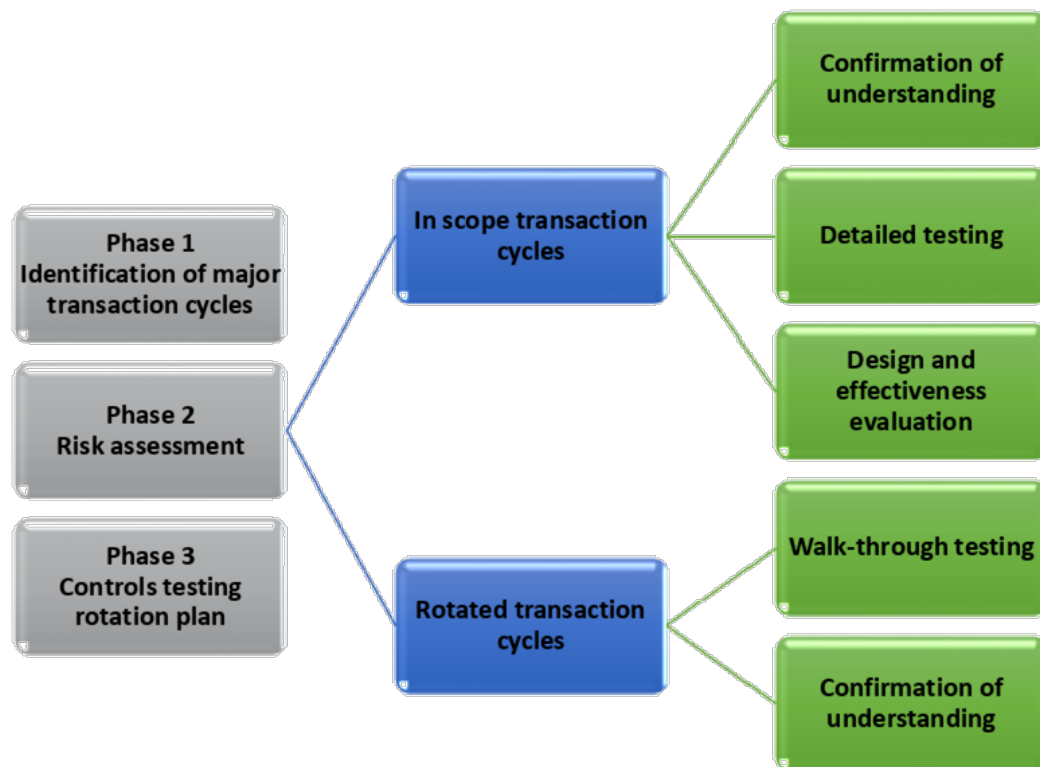 Phase 1
Identification of major
transaction cycles
Phase 2
Risk assessment
Phase 3
Controls testing
rotation plan
In scope transaction
cycles
Rotated transaction
cycles
Confirmation of
understanding
Detailed testing
Design and
effectiveness
evaluation
Walk-through testing
Confirmation of
understanding